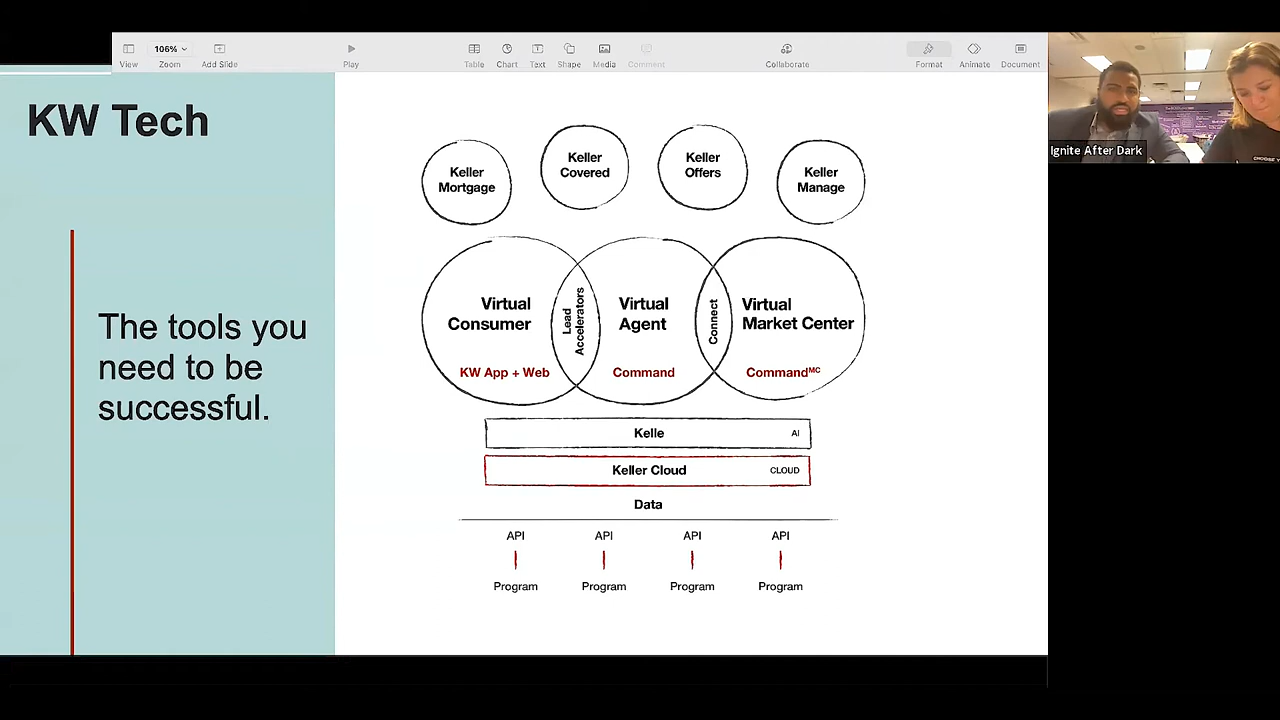 View
106%
Zoom
Add Slide
Play
Table
Chart
Text
Shape
Media
Comment
Collaborate
Format
Animate
Document
KW Tech
The tools you
need to be
successful.
Keller
Mortgage
Keller
Covered
Keller
Offers
Keller
Manage
Virtual
Consumer
KW App + Web
Lead
Accelerators
Virtual
Agent
Command
Connect
Virtual
Market Center
Commandᴹᶜ
Kelle
AI
Keller Cloud
CLOUD
Data
API
API
API
API
Program
Program
Program
Program
Ignite After Dark